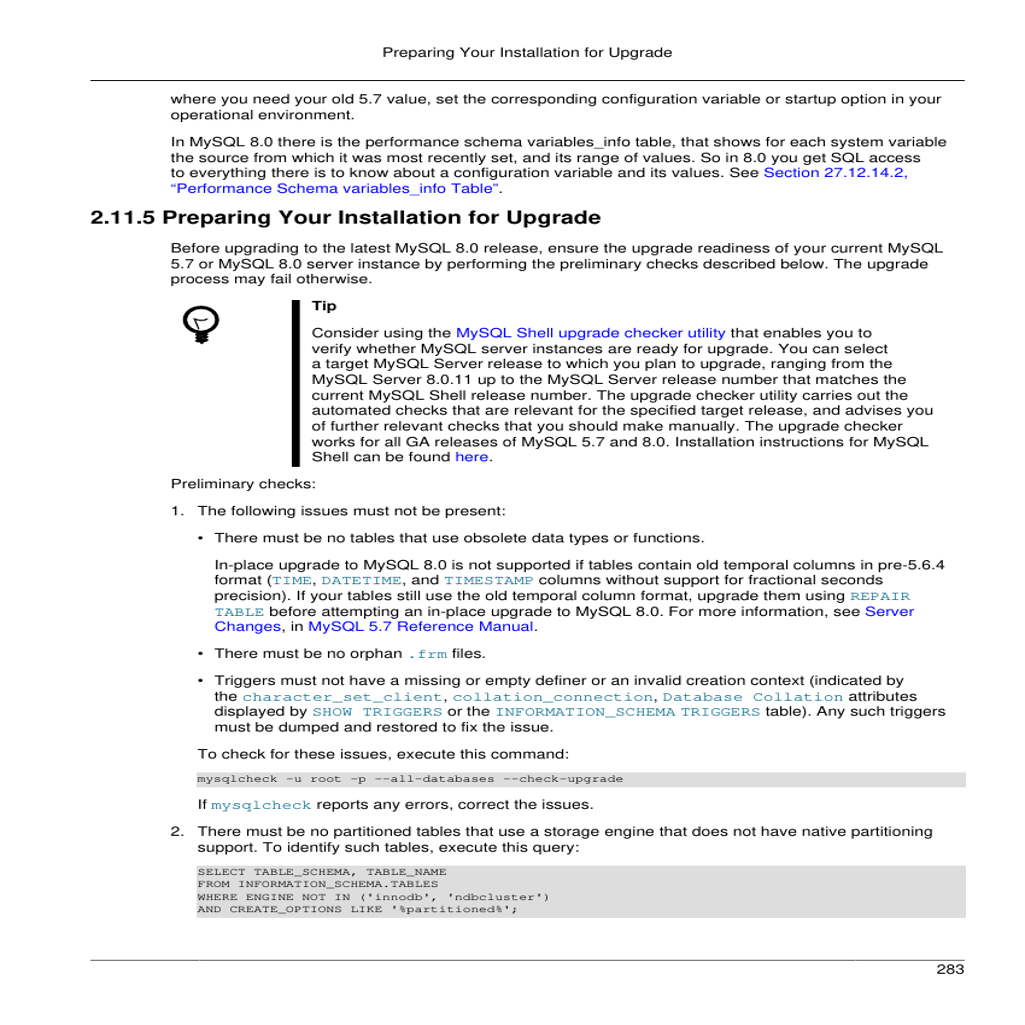 Preparing Your Installation for Upgrade
where you need your old 5.7 value, set the corresponding configuration variable or startup option in your
operational environment.
In MySQL 8.0 there is the performance schema variables_info table, that shows for each system variable
the source from which it was most recently set, and its range of values. So in 8.0 you get SQL access
to everything there is to know about a configuration variable and its values. See Section 27.12.14.2,
“Performance Schema variables_info Table”.
2.11.5 Preparing Your Installation for Upgrade
Before upgrading to the latest MySQL 8.0 release, ensure the upgrade readiness of your current MySQL
5.7 or MySQL 8.0 server instance by performing the preliminary checks described below. The upgrade
process may fail otherwise.
Tip
Consider using the MySQL Shell upgrade checker utility that enables you to
verify whether MySQL server instances are ready for upgrade. You can select
a target MySQL Server release to which you plan to upgrade, ranging from the
MySQL Server 8.0.11 up to the MySQL Server release number that matches the
current MySQL Shell release number. The upgrade checker utility carries out the
automated checks that are relevant for the specified target release, and advises you
of further relevant checks that you should make manually. The upgrade checker
works for all GA releases of MySQL 5.7 and 8.0. Installation instructions for MySQL
Shell can be found here.
Preliminary checks:
1. The following issues must not be present:
• There must be no tables that use obsolete data types or functions.
In-place upgrade to MySQL 8.0 is not supported if tables contain old temporal columns in pre-5.6.4
format (TIME, DATETIME, and TIMESTAMP columns without support for fractional seconds
precision). If your tables still use the old temporal column format, upgrade them using REPAIR
TABLE before attempting an in-place upgrade to MySQL 8.0. For more information, see Server
Changes, in MySQL 5.7 Reference Manual.
• There must be no orphan .frm files.
• Triggers must not have a missing or empty definer or an invalid creation context (indicated by
the character_set_client, collation_connection, Database Collation attributes
displayed by SHOW TRIGGERS or the INFORMATION_SCHEMA TRIGGERS table). Any such triggers
must be dumped and restored to fix the issue.
To check for these issues, execute this command:
mysqlcheck -u root -p --all-databases --check-upgrade
If mysqlcheck reports any errors, correct the issues.
2. There must be no partitioned tables that use a storage engine that does not have native partitioning
support. To identify such tables, execute this query:
SELECT TABLE_SCHEMA, TABLE_NAME
FROM INFORMATION_SCHEMA.TABLES
WHERE ENGINE NOT IN ('innodb', 'ndbcluster')
AND CREATE_OPTIONS LIKE '%partitioned%';
283